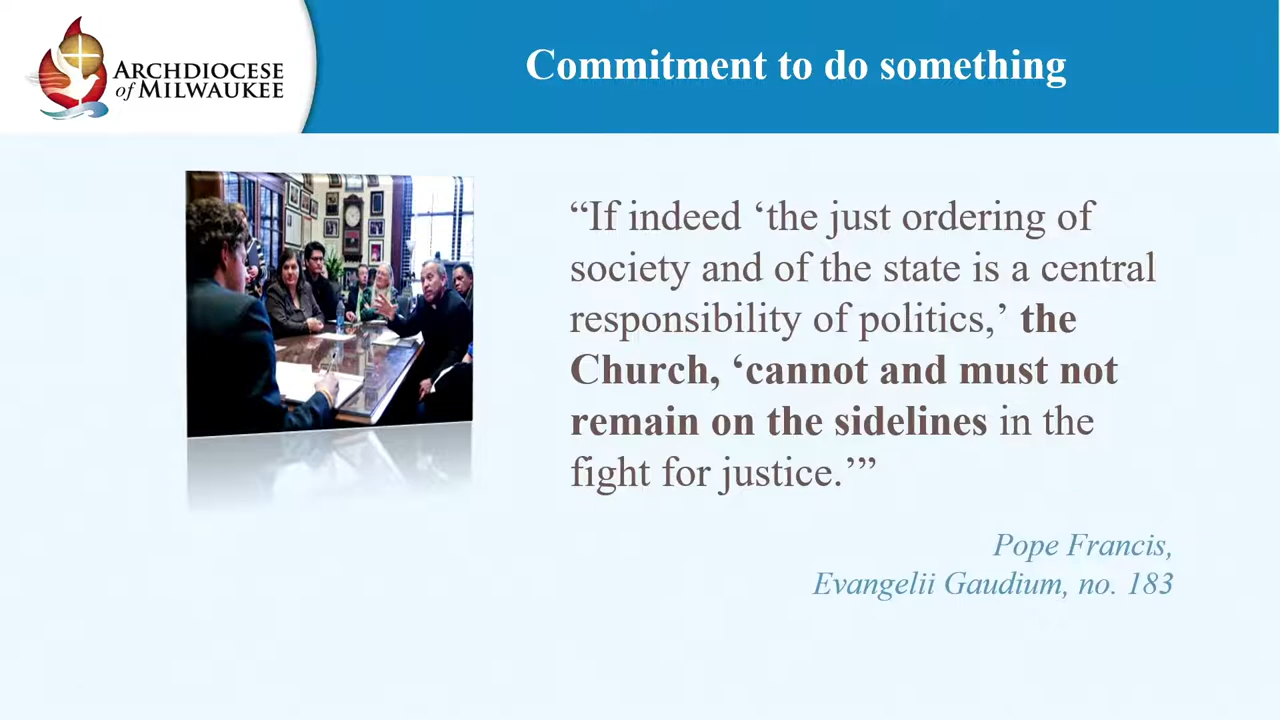 ARCHDIOCESE
of MILWAUKEE
Commitment to do something
“If indeed ‘the just ordering of
society and of the state is a central
responsibility of politics,’ the
Church, ‘cannot and must not
remain on the sidelines in the
fight for justice.’”
Pope Francis,
Evangelii Gaudium, no. 183